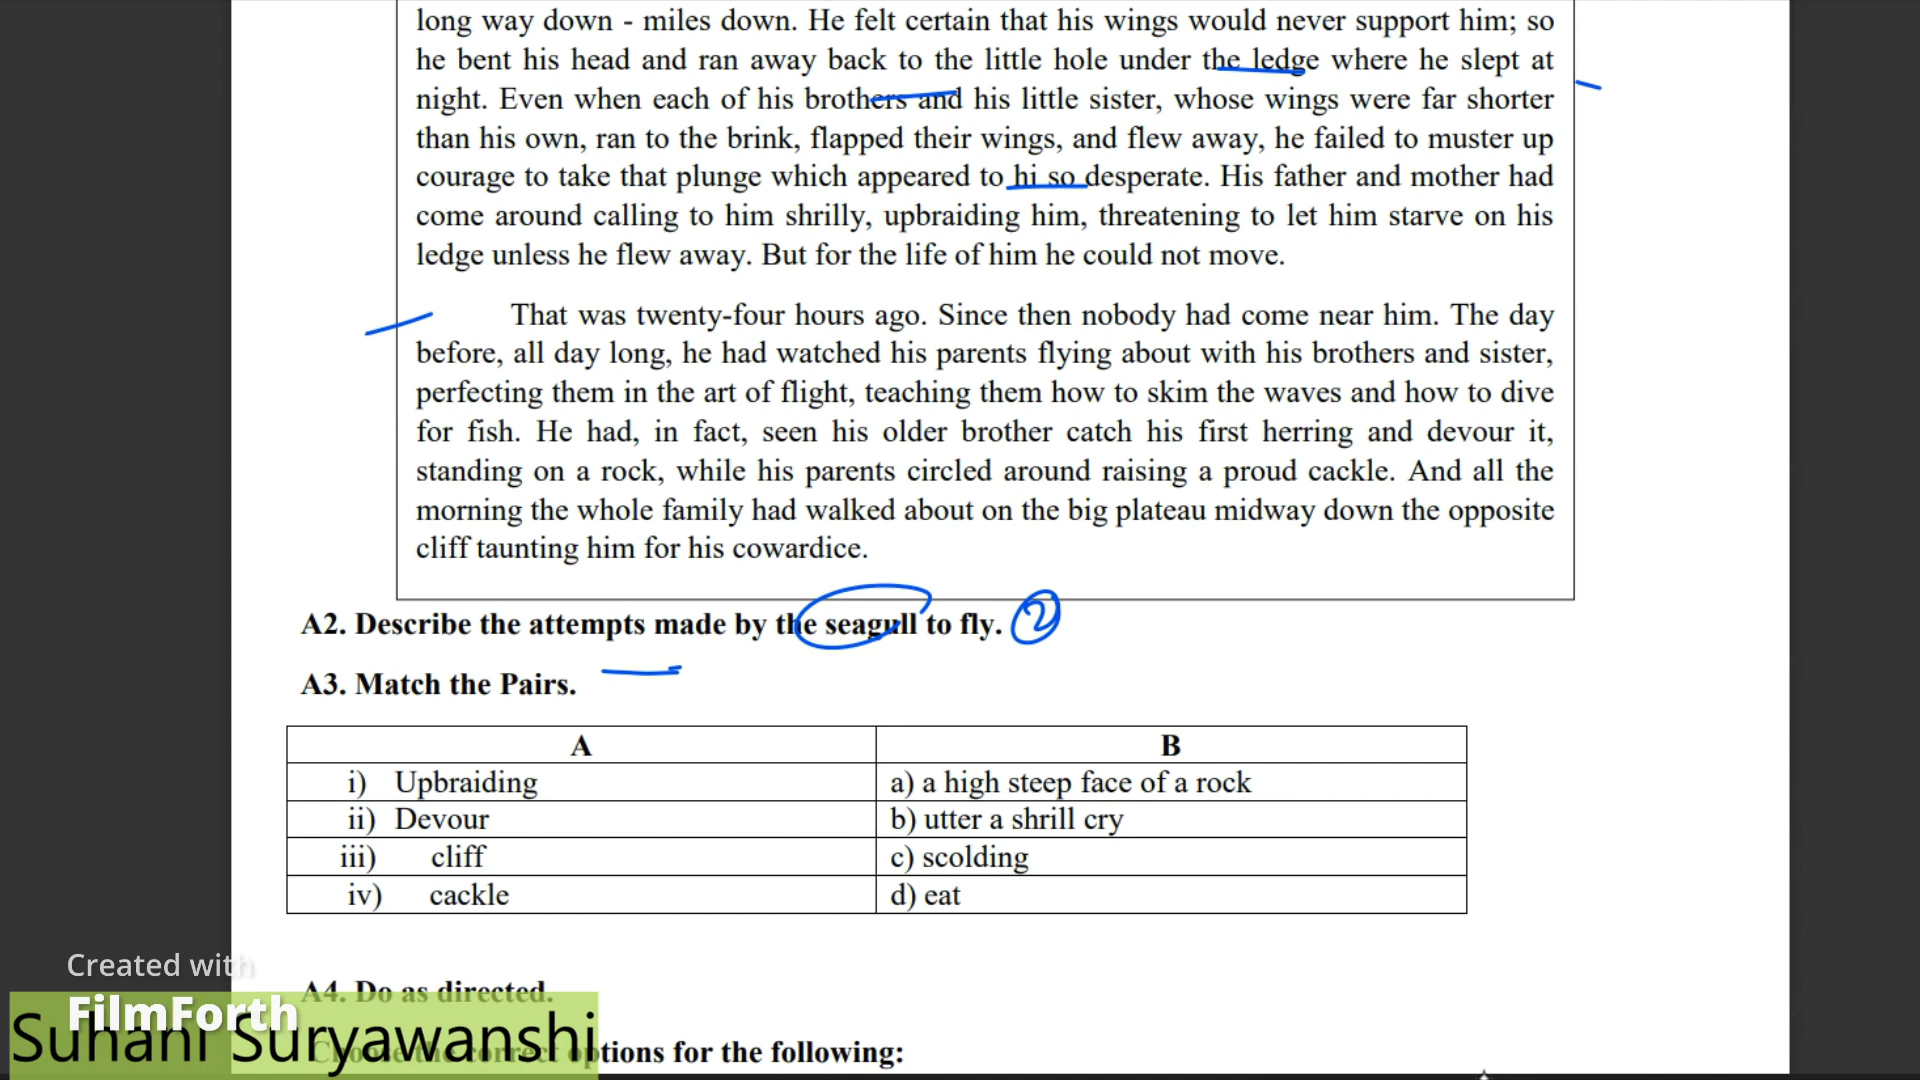 long way down - miles down. He felt certain that his wings would never support him; so
he bent his head and ran away back to the little hole under the ledge where he slept at
night. Even when each of his brothers and his little sister, whose wings were far shorter
than his own, ran to the brink, flapped their wings, and flew away, he failed to muster up
courage to take that plunge which appeared to hi so desperate. His father and mother had
come around calling to him shrilly, upbraiding him, threatening to let him starve on his
ledge unless he flew away. But for the life of him he could not move.
That was twenty-four hours ago. Since then nobody had come near him. The day
before, all day long, he had watched his parents flying about with his brothers and sister,
perfecting them in the art of flight, teaching them how to skim the waves and how to dive
for fish. He had, in fact, seen his older brother catch his first herring and devour it,
standing on a rock, while his parents circled around raising a proud cackle. And all the
morning the whole family had walked about on the big plateau midway down the opposite
cliff taunting him for his cowardice.
A2. Describe the attempts made by the seagull to fly. 2
A3. Match the Pairs.
A B
i) Upbraiding a) a high steep face of a rock
ii) Devour b) utter a shrill cry
iii) cliff c) scolding
iv) cackle d) eat
Created with
A4. Do as directed.
FilmForth
Suhani Suryawanshi
Choose the correct options for the following: